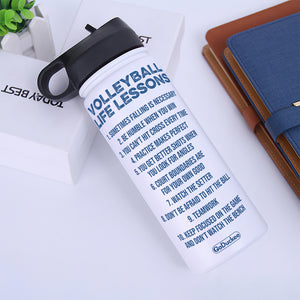 TODAY BEST
VOLLEYBALL
LIFE LESSONS
1. SOMETIMES FALLING IS NECESSARY
2. BE HUMBLE WHEN YOU WIN
3. YOU CAN'T HIT CROSS EVERY TIME
4. PRACTICE MAKES PERFECT
5. YOU GET BETTER SHOTS WHEN
YOU LOOK FOR ANGLES
6. COURT BOUNDARIES ARE
FOR YOUR OWN GOOD
7. WATCH THE SETTER
8. DON'T BE AFRAID TO HIT THE BALL
9. TEAMWORK
10. KEEP FOCUSED ON THE GAME
AND DON'T WATCH THE BENCH
GoDuckee